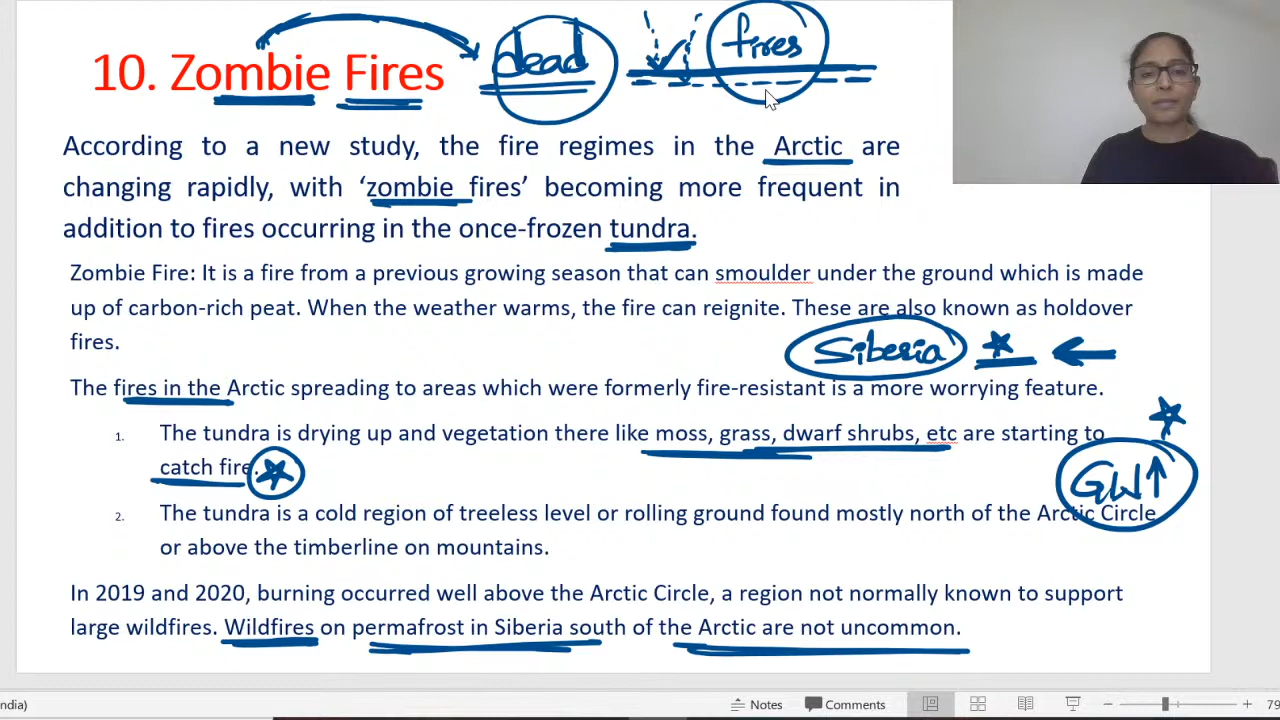 10. Zombie Fires
dead
fires
According to a new study, the fire regimes in the Arctic are
changing rapidly, with ‘zombie fires’ becoming more frequent in
addition to fires occurring in the once-frozen tundra.
Zombie Fire: It is a fire from a previous growing season that can smoulder under the ground which is made
up of carbon-rich peat. When the weather warms, the fire can reignite. These are also known as holdover
fires.
Siberia
The fires in the Arctic spreading to areas which were formerly fire-resistant is a more worrying feature.
1. The tundra is drying up and vegetation there like moss, grass, dwarf shrubs, etc are starting to
catch fire.
GW↑
2. The tundra is a cold region of treeless level or rolling ground found mostly north of the Arctic Circle
or above the timberline on mountains.
In 2019 and 2020, burning occurred well above the Arctic Circle, a region not normally known to support
large wildfires. Wildfires on permafrost in Siberia south of the Arctic are not uncommon.
ndia)
Notes
Comments
79